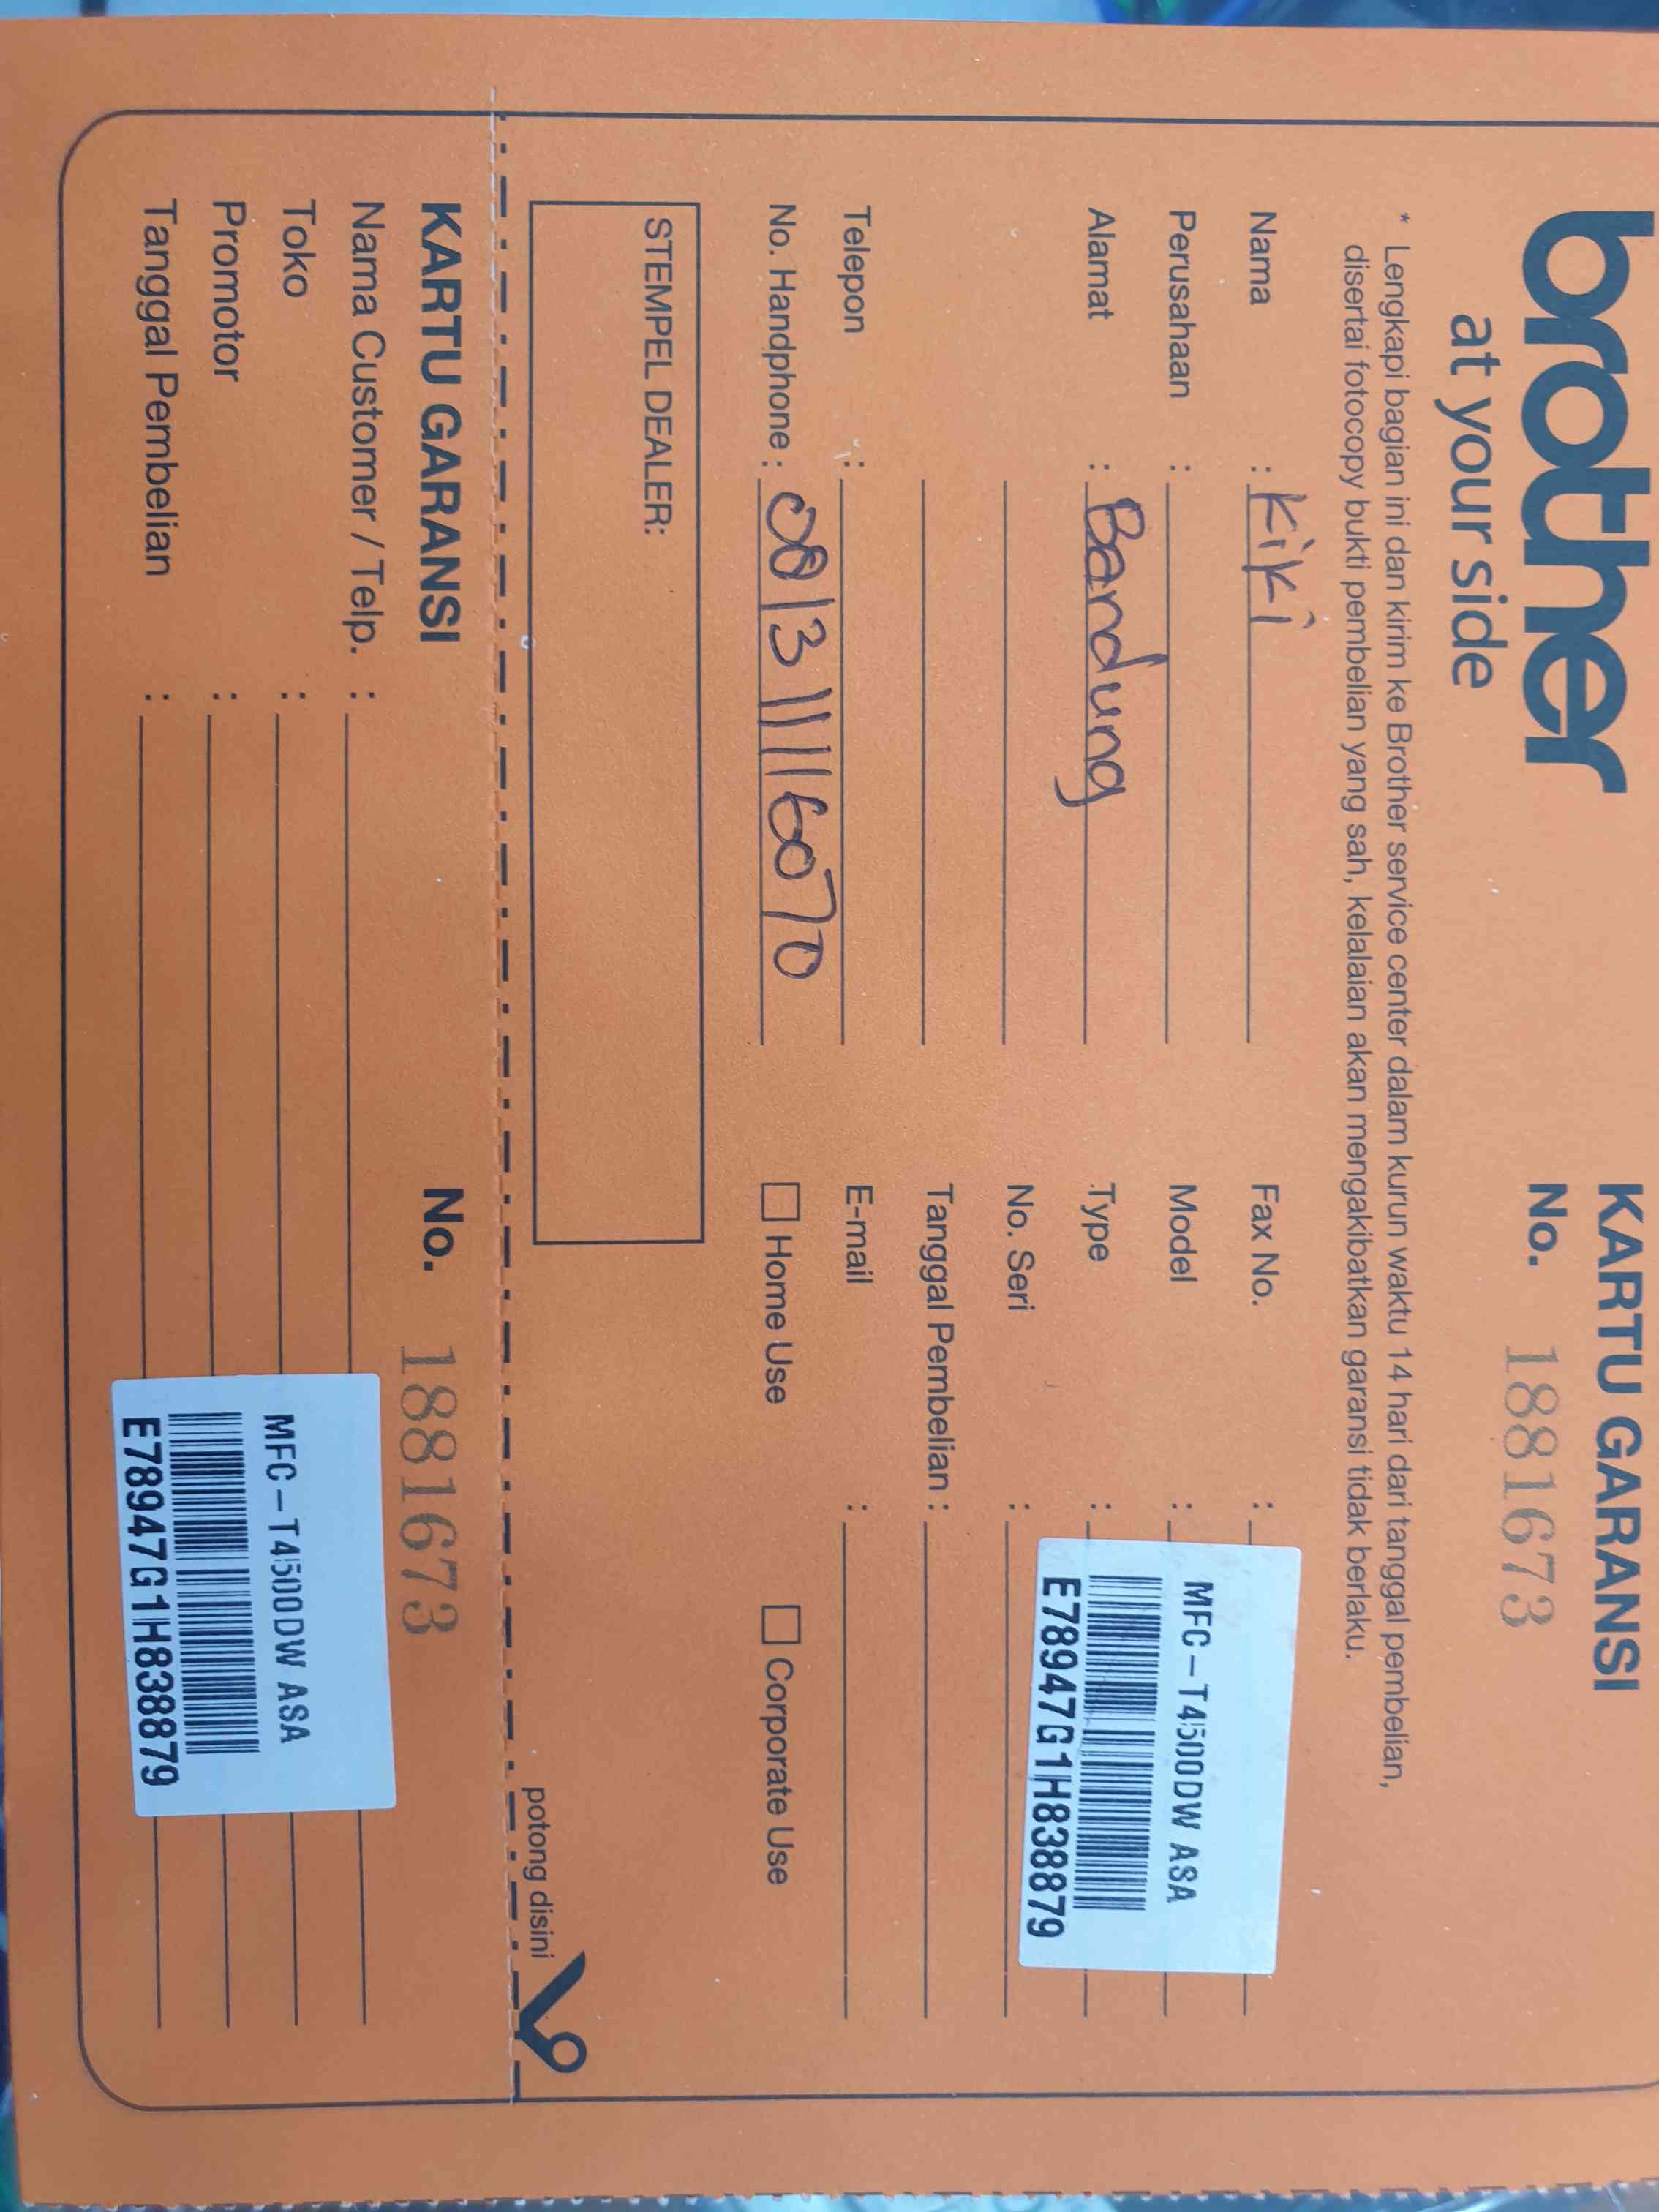 brother
at your side
KARTU GARANSI
No. 1881673
* Lengkapi bagian ini dan kirim ke Brother service center dalam kurun waktu 14 hari dari tanggal pembelian,
disertai fotocopy bukti pembelian yang sah, kelalaian akan mengakibatkan garansi tidak berlaku.
Nama : Kiki
Perusahaan :
Alamat : Bandung
Telepon :
No. Handphone : 081311116070
Fax No. :
Model :
Type :
No. Seri :
Tanggal Pembelian :
E-mail :
Home Use
Corporate Use
MFC-T4500DW ASA
E78947G1H838879
STEMPEL DEALER:
potong disini
KARTU GARANSI
No. 1881673
Nama Customer / Telp. :
Toko :
Promotor :
Tanggal Pembelian :
MFC-T4500DW ASA
E78947G1H838879